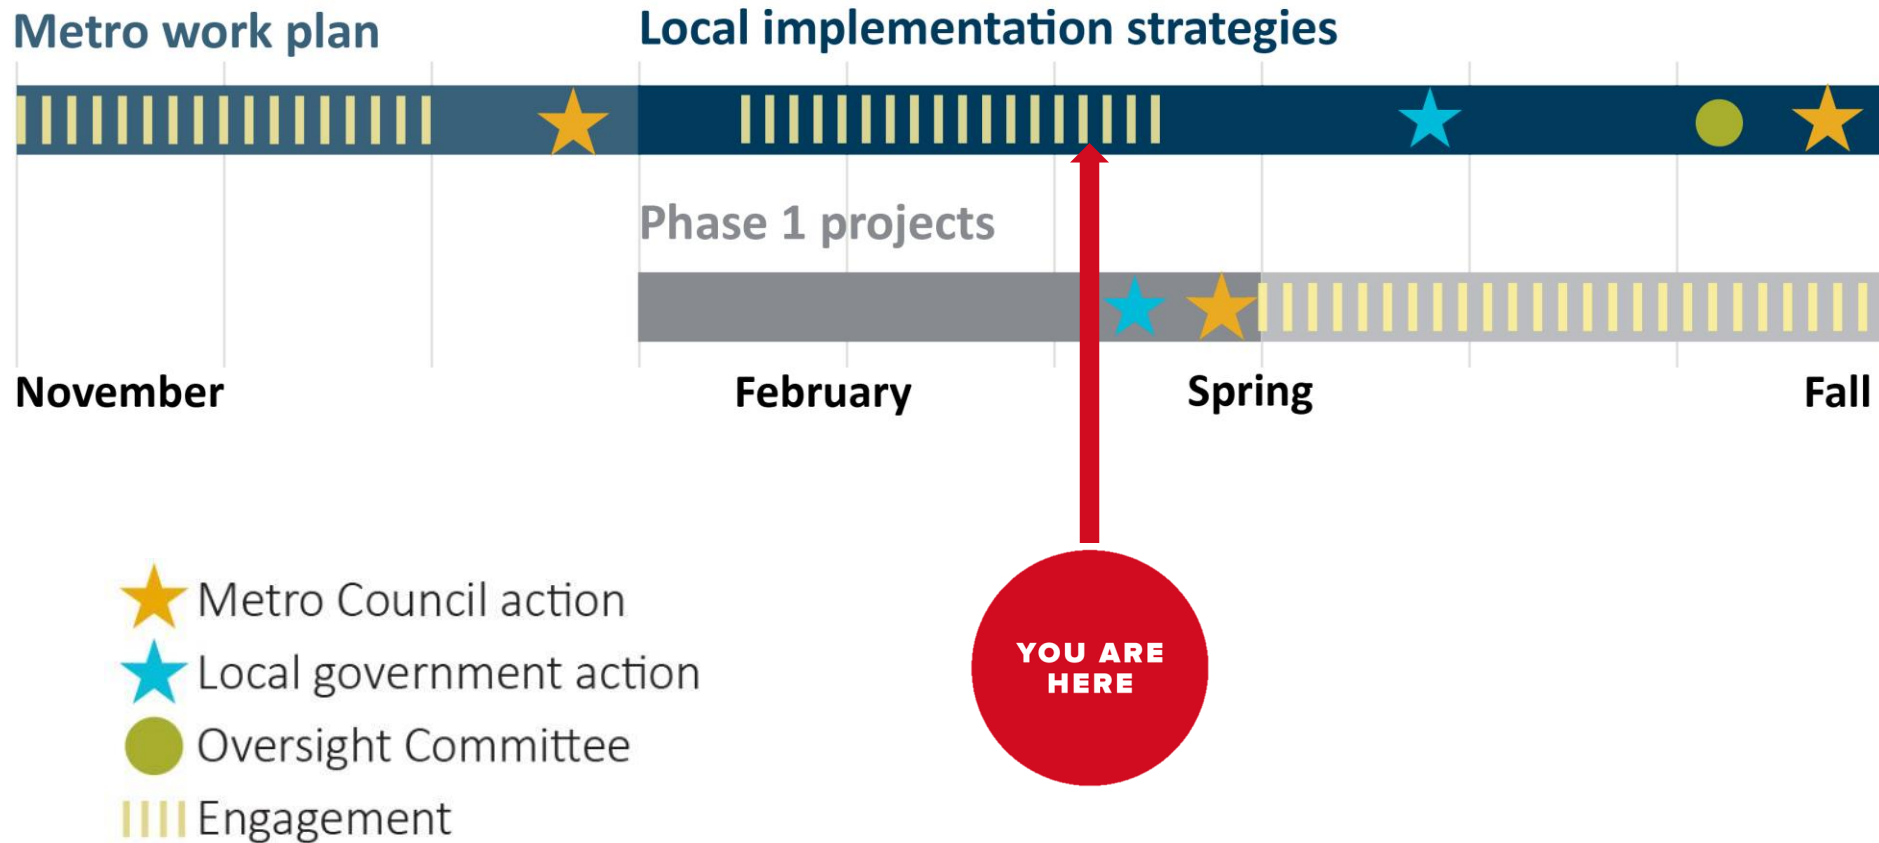 Metro work plan
Local implementation strategies
Phase 1 projects
November
February
Spring
Fall
YOU ARE
HERE
Metro Council action
Local government action
Oversight Committee
Engagement